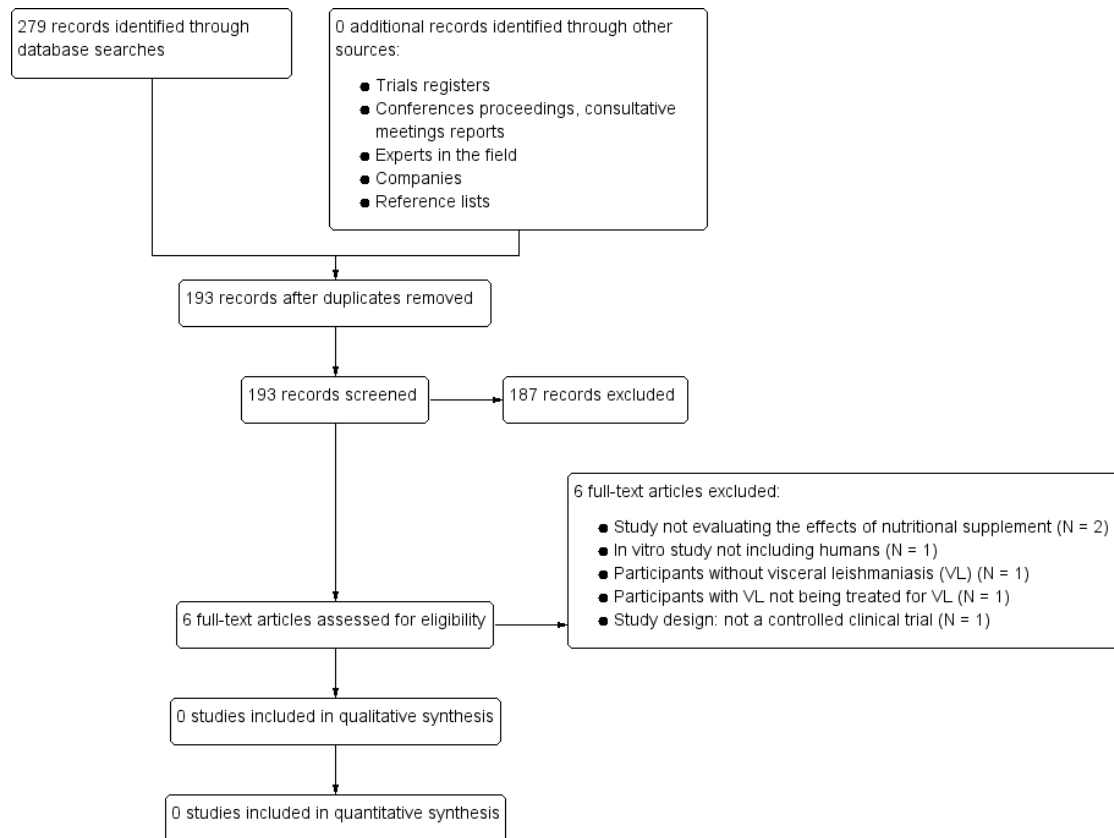 279 records identified through
database searches
0 additional records identified through other
sources:
● Trials registers
● Conferences proceedings, consultative
meetings reports
● Experts in the field
● Companies
● Reference lists
193 records after duplicates removed
193 records screened
187 records excluded
6 full-text articles excluded:
● Study not evaluating the effects of nutritional supplement (N = 2)
● In vitro study not including humans (N = 1)
● Participants without visceral leishmaniasis (VL) (N = 1)
● Participants with VL not being treated for VL (N = 1)
● Study design: not a controlled clinical trial (N = 1)
6 full-text articles assessed for eligibility
0 studies included in qualitative synthesis
0 studies included in quantitative synthesis